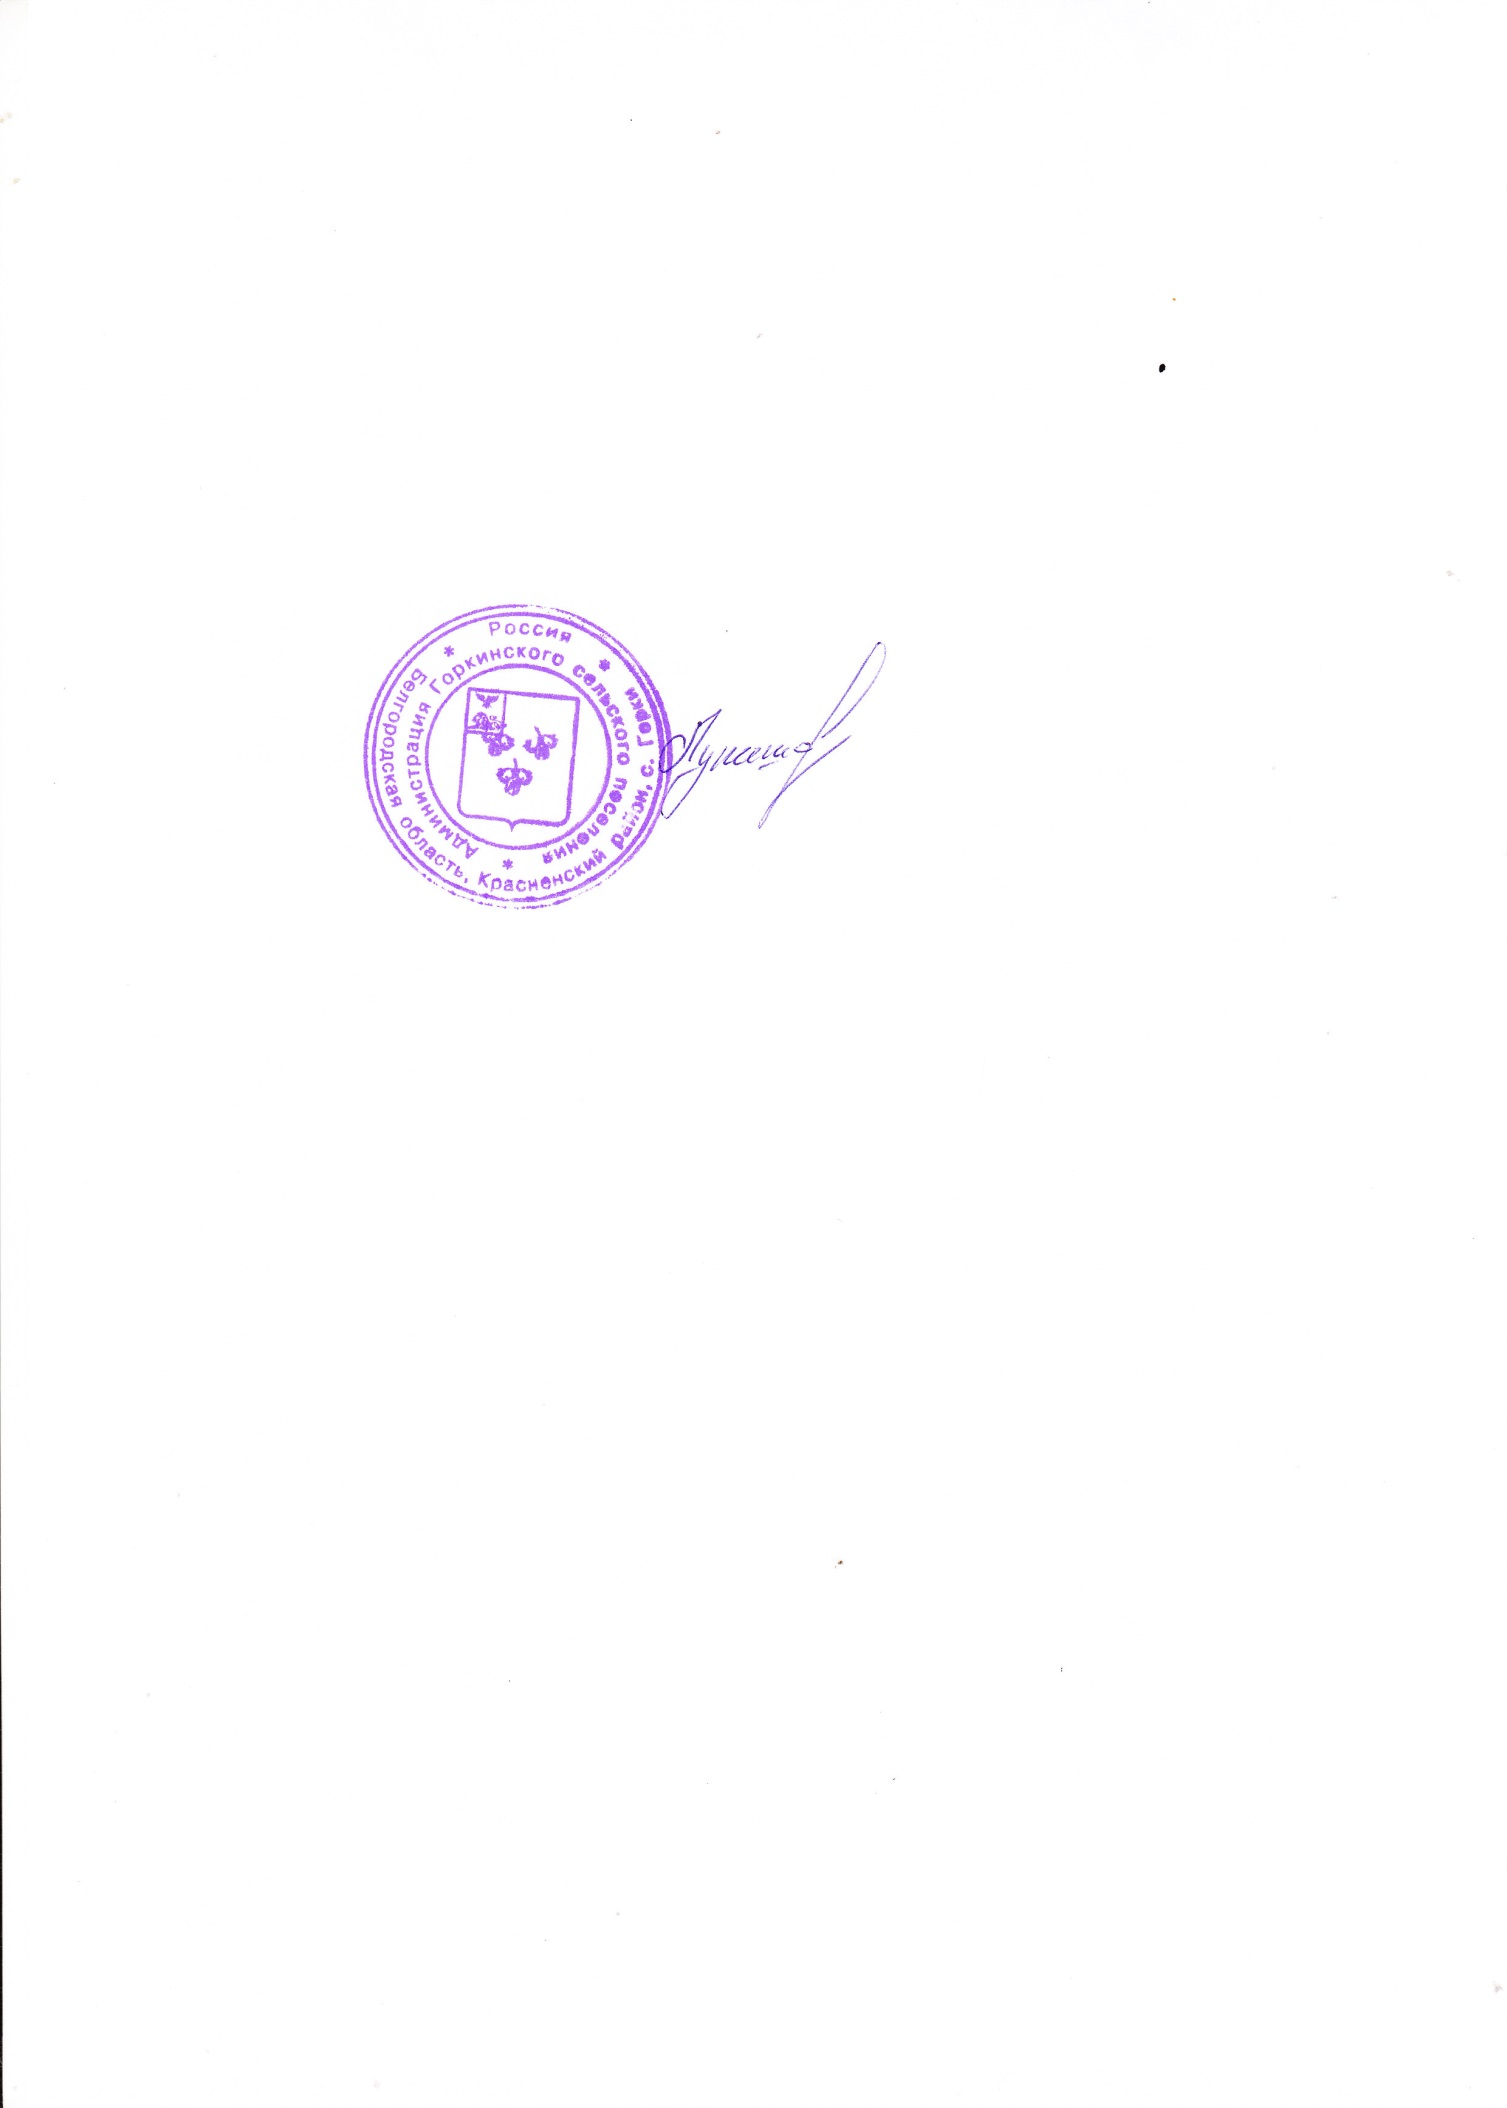 Россия * Белгородская область, Красненский район, с. Горки *
Администрация Горкинского сельского поселения *